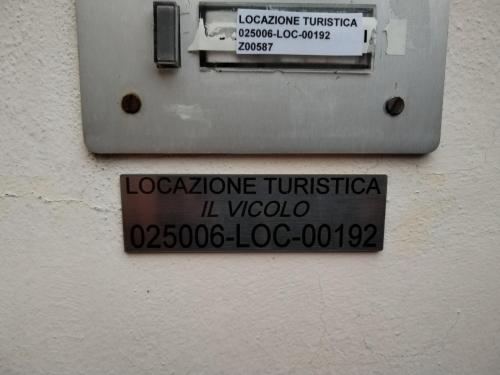 LOCAZIONE TURISTICA
025006-LOC-00192
Z00587
LOCAZIONE TURISTICA
IL VICOLO
025006-LOC-00192